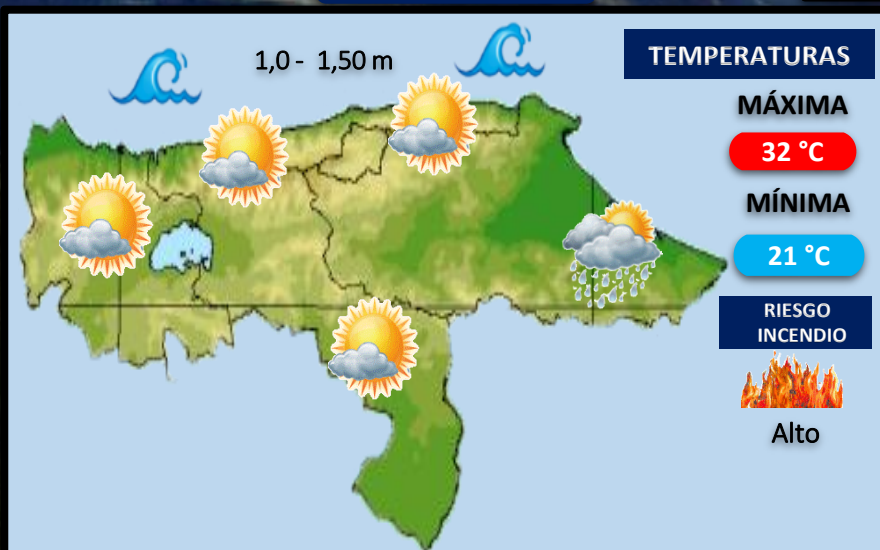 1,0 - 1,50 m
TEMPERATURAS
MÁXIMA
32 °C
MÍNIMA
21 °C
RIESGO
INCENDIO
Alto